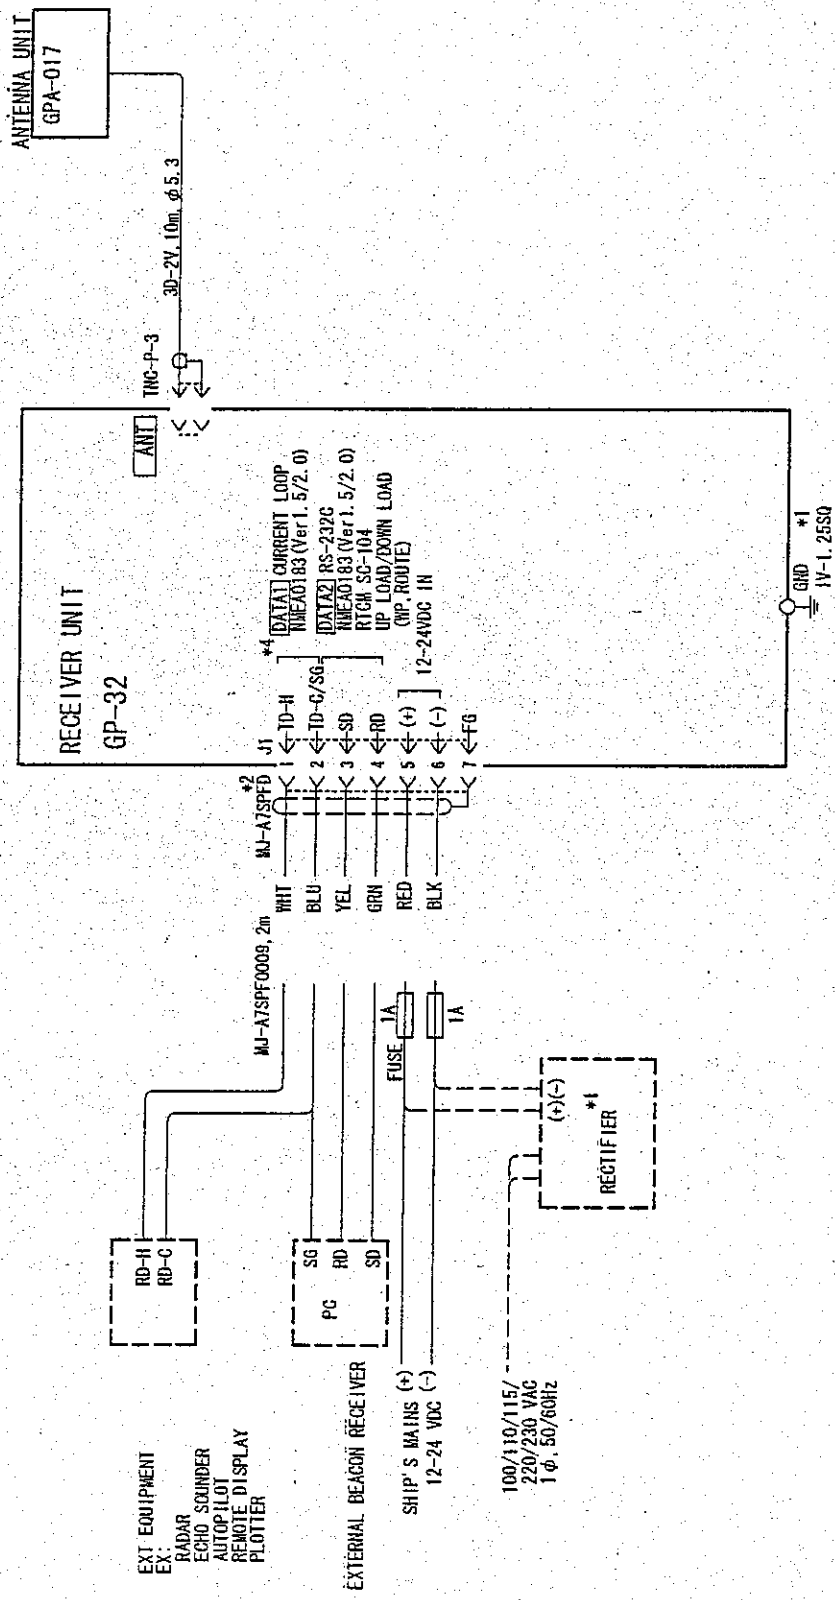 ANTENNA UNIT
GPA-017
3D-2V, 10m, φ5.3
TNC-P-3
ANT
RECEIVER UNIT
GP-32
*4
DATA1 CURRENT LOOP
NMEA0183(Ver1.5/2.0)
DATA2 RS-232C
NMEA0183(Ver1.5/2.0)
RTCM SC-104
UP LOAD/DOWN LOAD
(WP, ROUTE)
12-24VDC IN
J1
1 TD-H
2 TD-C/SG
3 SD
4 RD
5 (+)
6 (-)
7 FG
GND *1
IV-1.25SQ
*2
MJ-A7SPFD
MJ-A7SPF0009, 2m
WHT
BLU
YEL
GRN
RED
BLK
FUSE 1A
1A
(+)(-)
*1
RECTIFIER
RD-H
RD-C
SG
RD
SD
PC
EXT EQUIPMENT
EX:
RADAR
ECHO SOUNDER
AUTOPILOT
REMOTE DISPLAY
PLOTTER
EXTERNAL BEACON RECEIVER
SHIP'S MAINS (+)
12-24 VDC (-)
100/110/115/
220/230 VAC
1φ, 50/60Hz